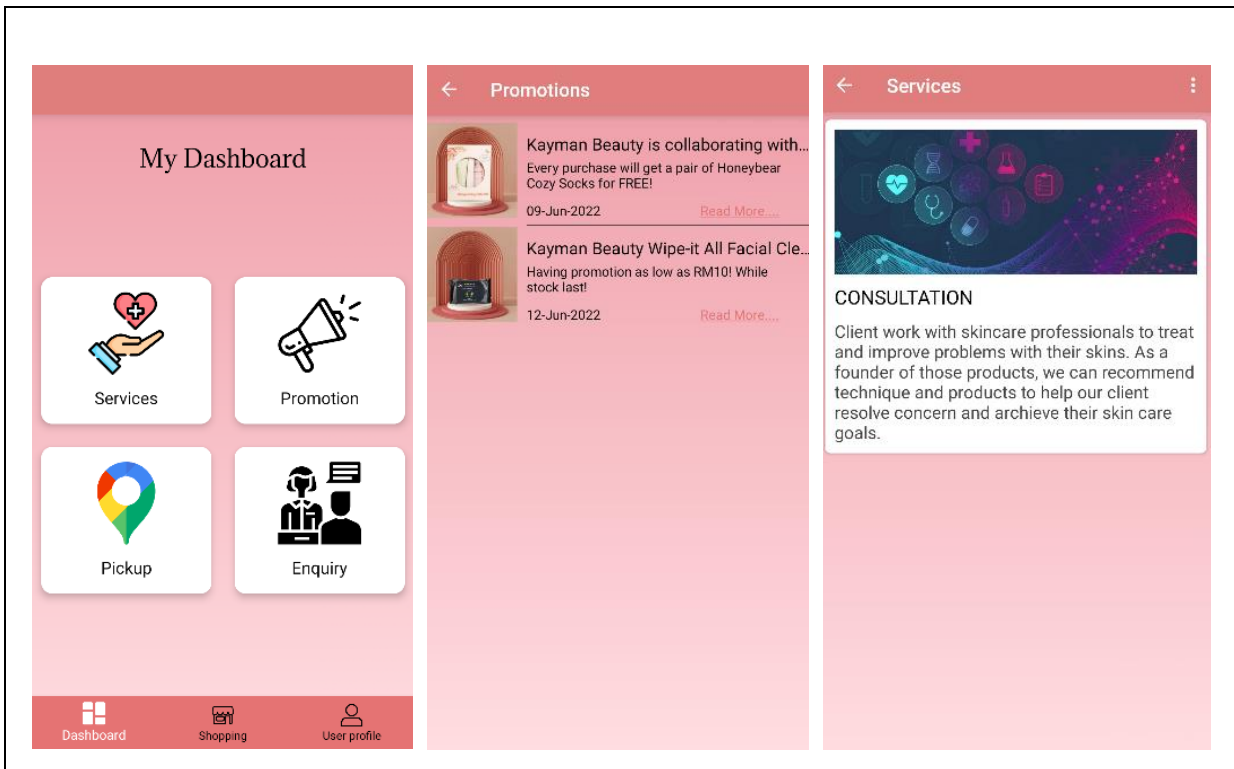 My Dashboard
Services
Promotion
Pickup
Enquiry
Dashboard
Shopping
User profile
Promotions
Kayman Beauty is collaborating with...
Every purchase will get a pair of Honeybear
Cozy Socks for FREE!
09-Jun-2022
Read More....
Kayman Beauty Wipe-it All Facial Cle...
Having promotion as low as RM10! While
stock last!
12-Jun-2022
Read More....
Services
CONSULTATION
Client work with skincare professionals to treat
and improve problems with their skins. As a
founder of those products, we can recommend
technique and products to help our client
resolve concern and archieve their skin care
goals.